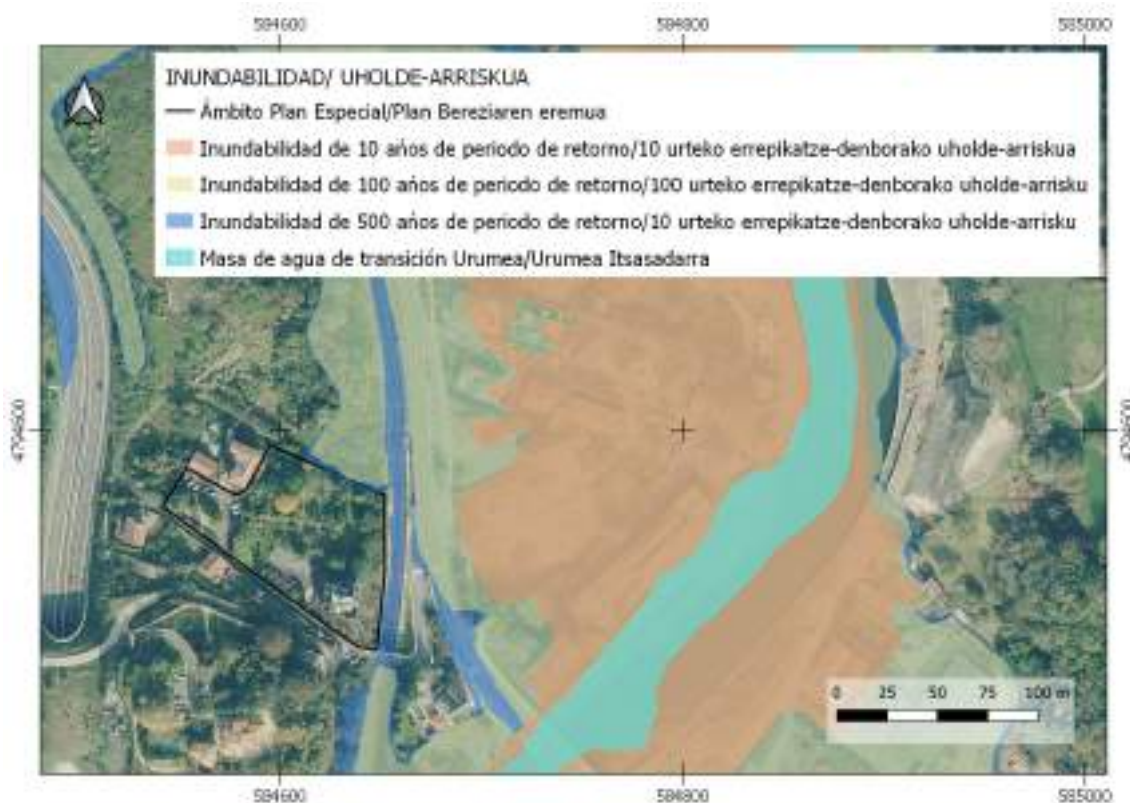 584600 584800 585000
INUNDABILIDAD/ UHOLDE-ARRISKUA
Ámbito Plan Especial/Plan Bereziaren eremua
Inundabilidad de 10 años de periodo de retorno/10 urteko errepikatze-denborako uholde-arriskua
Inundabilidad de 100 años de periodo de retorno/100 urteko errepikatze-denborako uholde-arrisku
Inundabilidad de 500 años de periodo de retorno/10 urteko errepikatze-denborako uholde-arrisku
Masa de agua de transición Urumea/Urumea Itsasadarra
4794600 4794600
0 25 50 75 100 m
584600 584800 585000